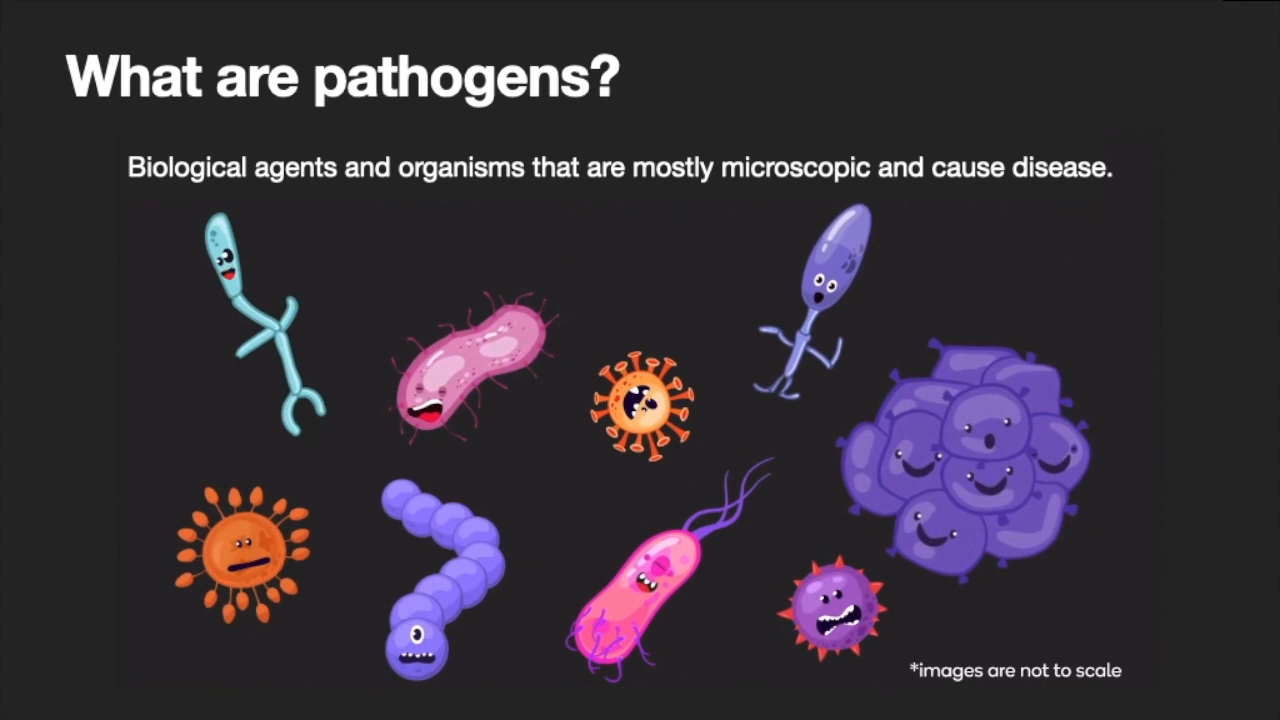 What are pathogens?
Biological agents and organisms that are mostly microscopic and cause disease.
*images are not to scale